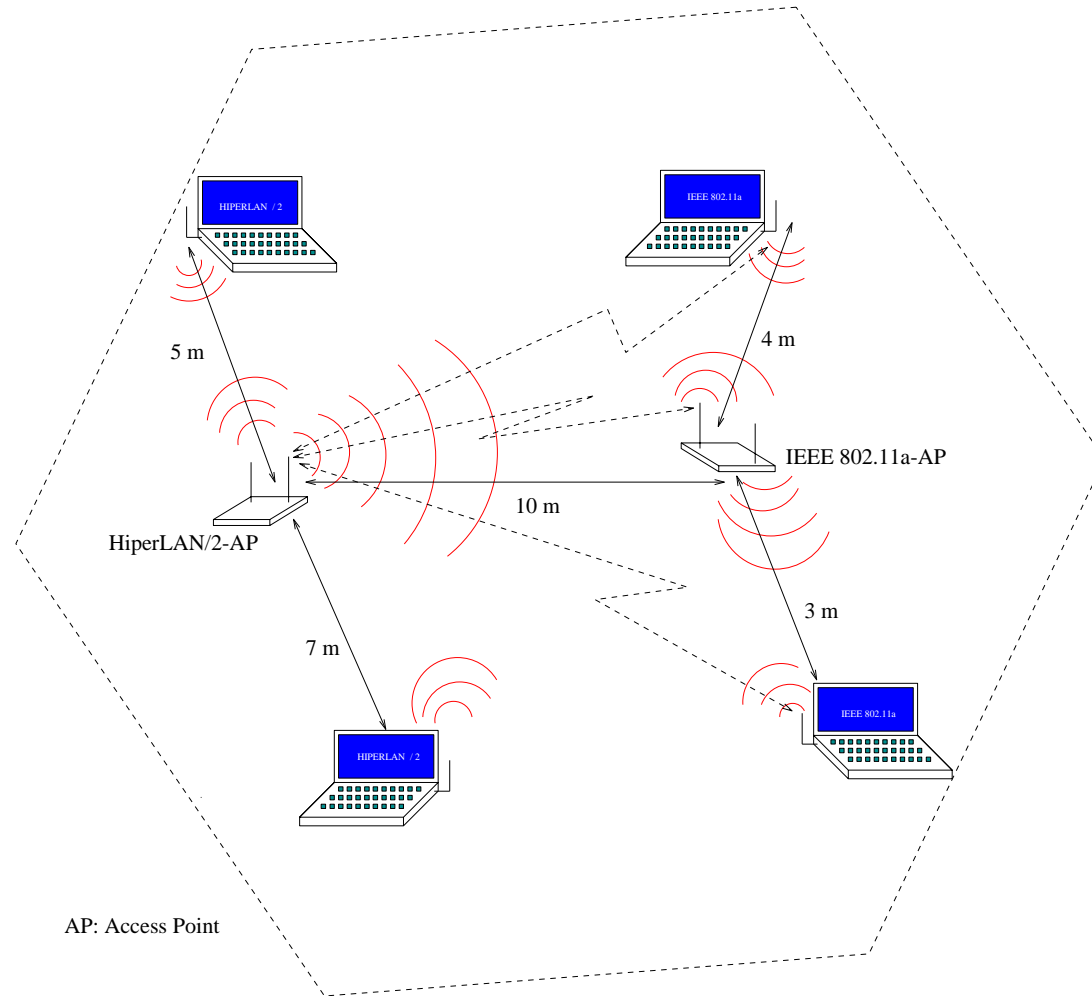 HIPERLAN / 2
IEEE 802.11a
5 m
4 m
IEEE 802.11a-AP
10 m
HiperLAN/2-AP
3 m
7 m
IEEE 802.11a
HIPERLAN / 2
AP: Access Point